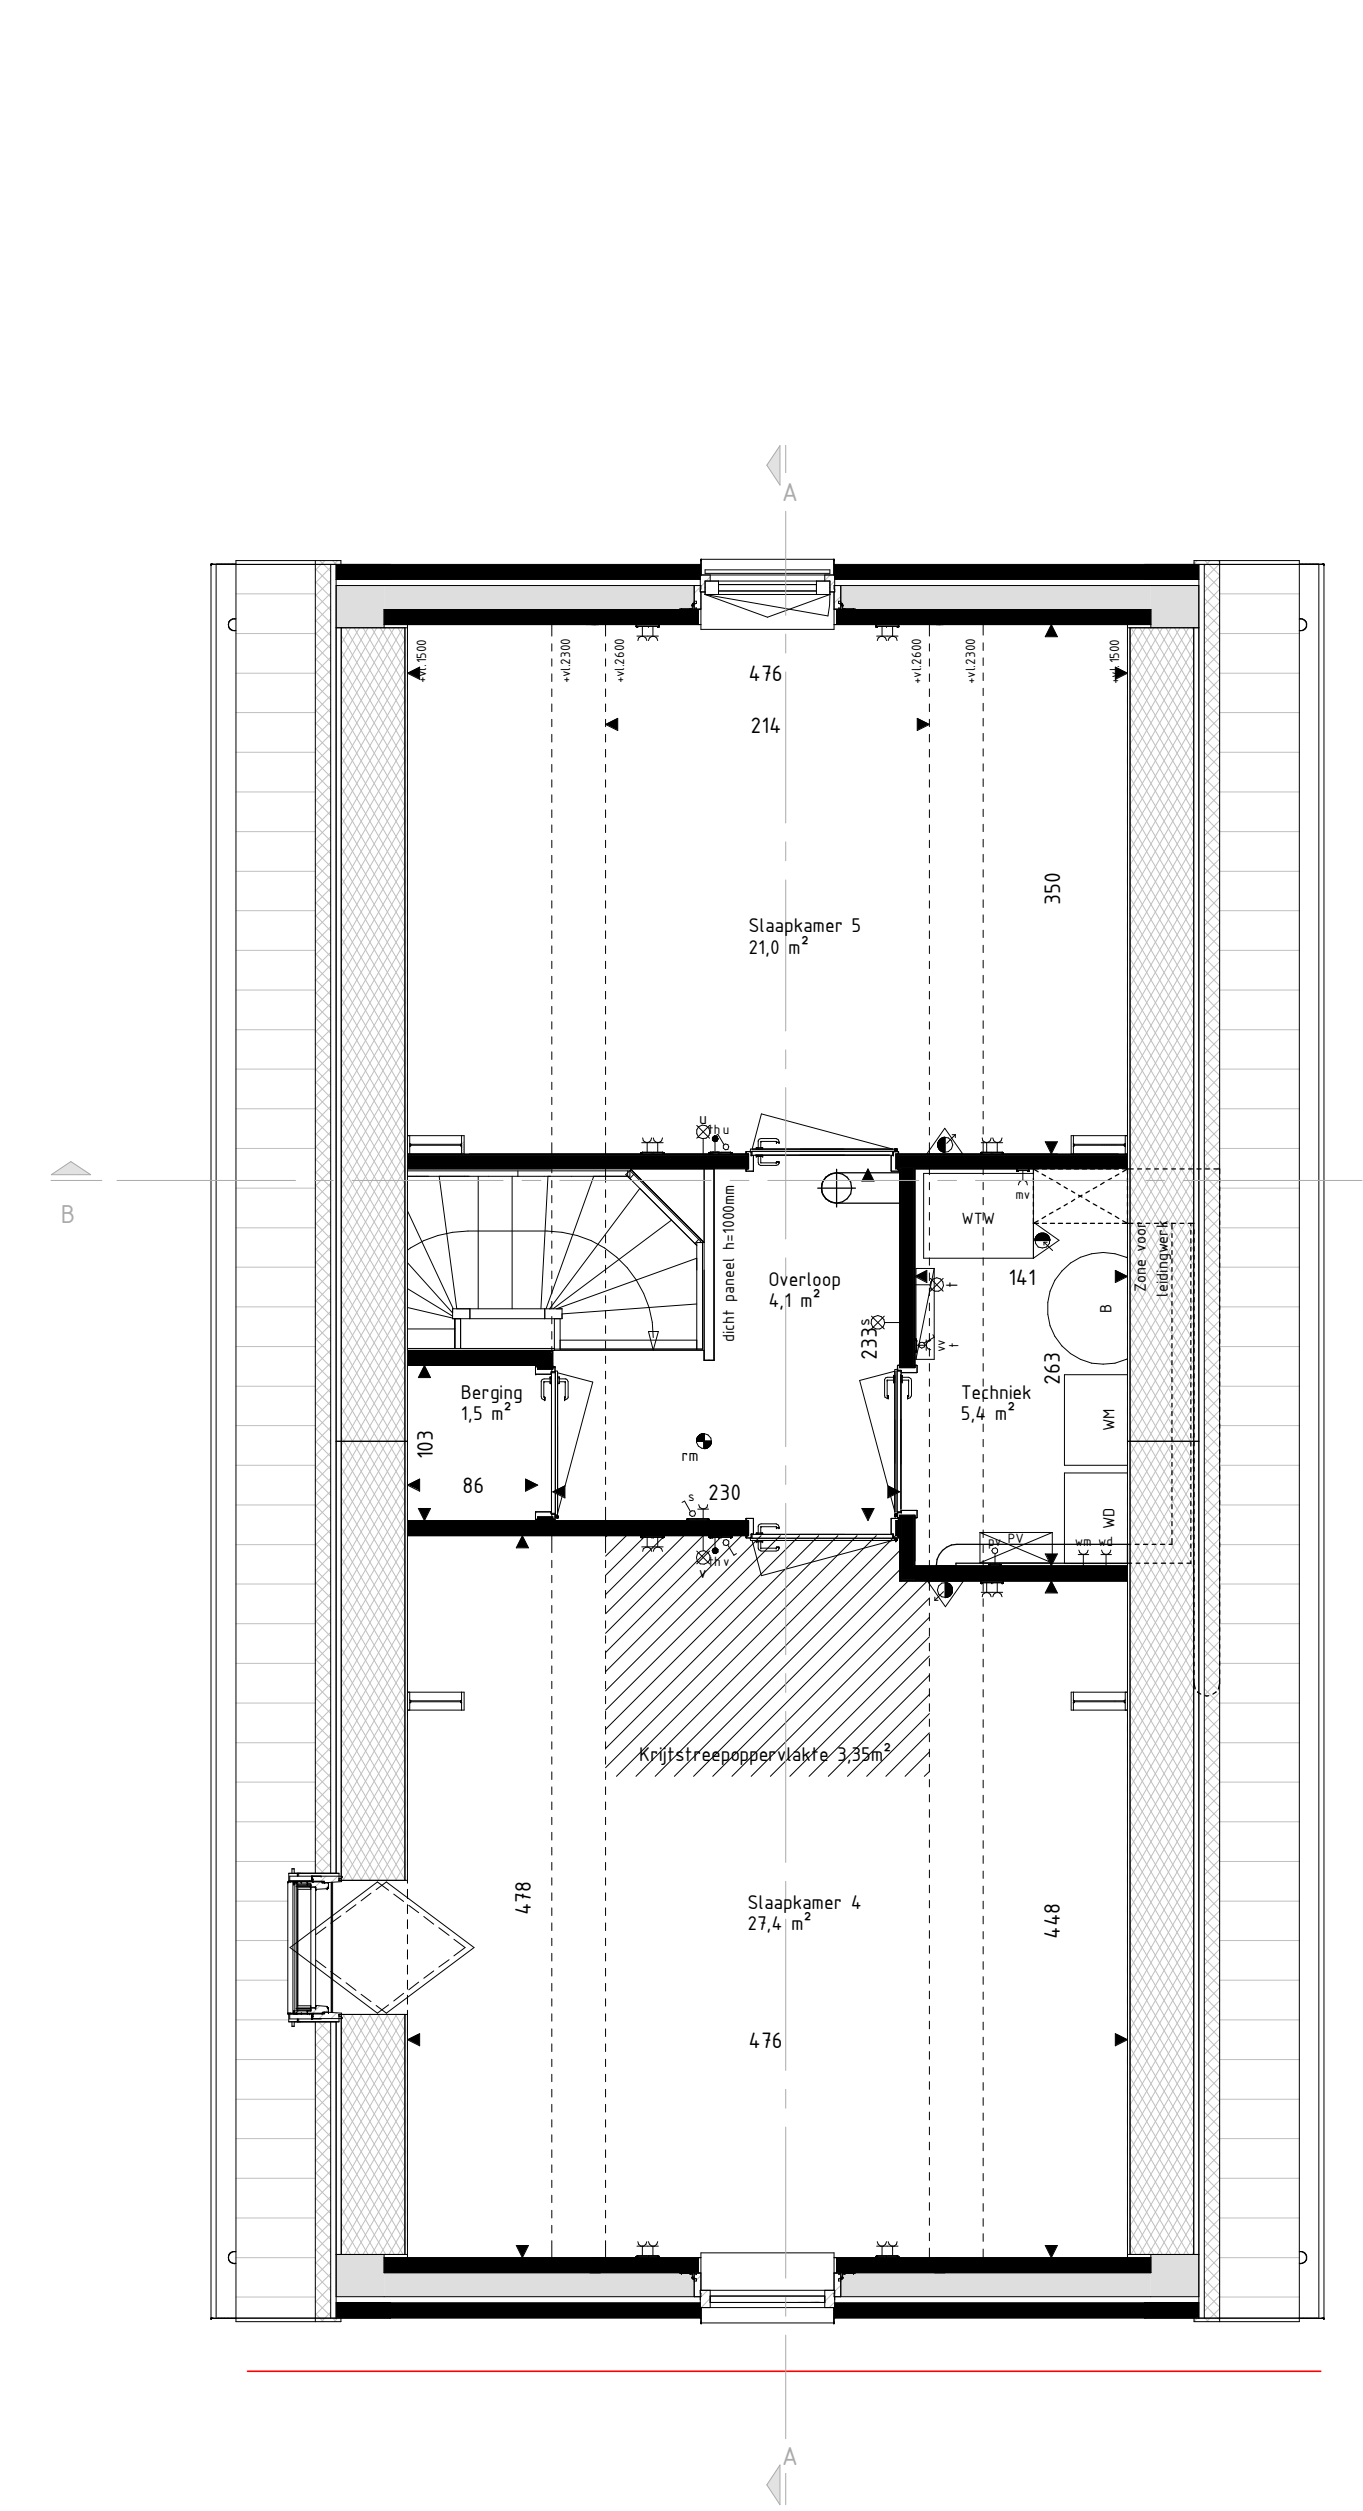 A
+vl.1500
+vl.2300
+vl.2600
+vl.2600
+vl.2300
+vl.1500
476
214
350
Slaapkamer 5
21,0 m²
u
th u
B
dicht paneel h=1000mm
mv
WTW
Zone voor
leidingwerk
141
Overloop
4,1 m²
B
s
233
t
w
t
263
Berging
1,5 m²
Techniek
5,4 m²
WM
103
rm
86
230
s
WD
pv
PV
wm
wd
th v
v
Krijtstreepoppervlakte 3,35m²
478
Slaapkamer 4
27,4 m²
448
476
A